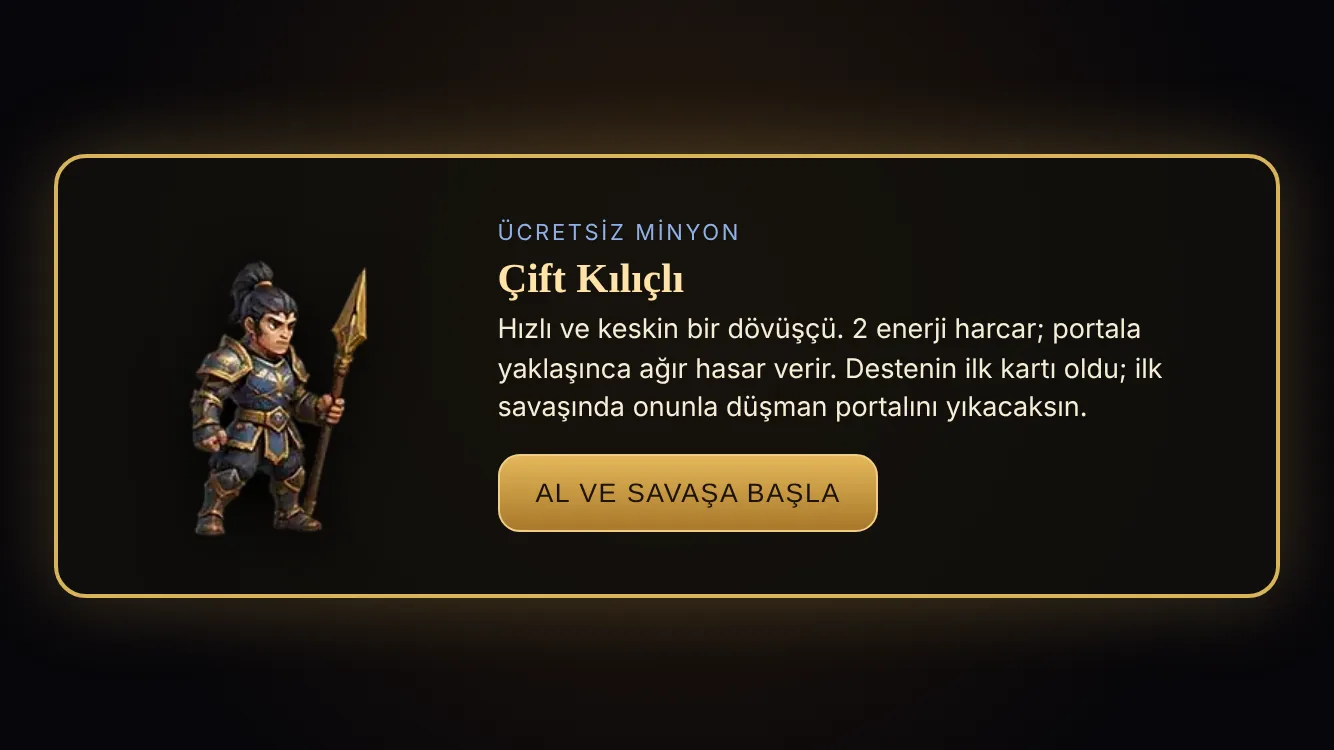 ÜCRETSİZ MİNYON
Çift Kılıçlı
Hızlı ve keskin bir dövüşçü. 2 enerji harcar; portala
yaklaşınca ağır hasar verir. Destenin ilk kartı oldu; ilk
savaşında onunla düşman portalını yıkacaksın.
AL VE SAVAŞA BAŞLA